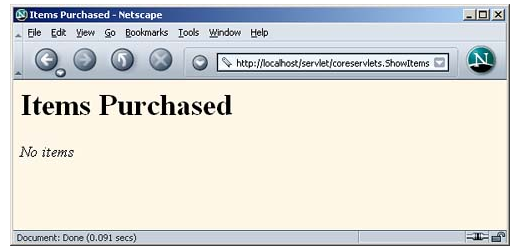 Items Purchased - Netscape
File Edit View Go Bookmarks Tools Window Help
http://localhost/servlet/coreservlets.ShowItems
N
Items Purchased
No items
Document: Done (0.091 secs)